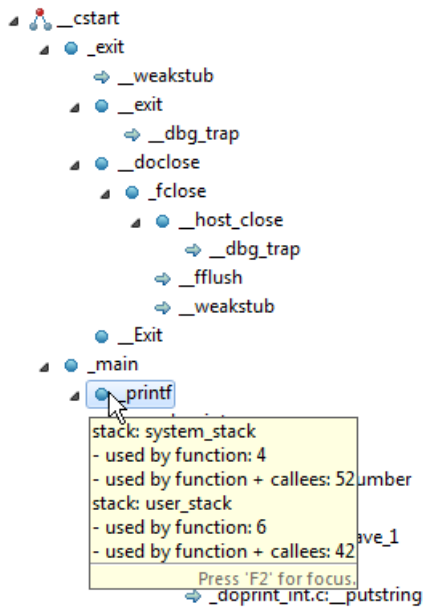 __cstart
_exit
__weakstub
__exit
__dbg_trap
__doclose
_fclose
__host_close
__dbg_trap
__fflush
__weakstub
__Exit
_main
_printf
stack: system_stack
- used by function: 4
- used by function + callees: 52
stack: user_stack
- used by function: 6
- used by function + callees: 42
Press 'F2' for focus.
_doprint_int.c:__putstring